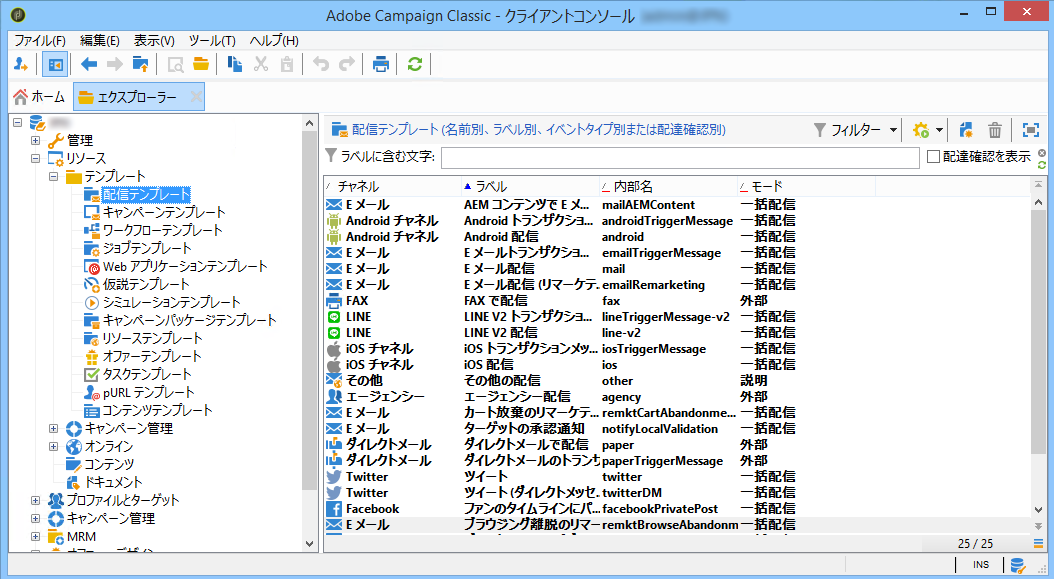 Adobe Campaign Classic - クライアントコンソール
ファイル(F) 編集(E) 表示(V) ツール(T) ヘルプ(H)
ホーム エクスプローラー
管理
リソース
テンプレート
配信テンプレート
キャンペーンテンプレート
ワークフローテンプレート
ジョブテンプレート
Web アプリケーションテンプレート
仮説テンプレート
シミュレーションテンプレート
キャンペーンパッケージテンプレート
リソーステンプレート
オファーテンプレート
タスクテンプレート
pURL テンプレート
コンテンツテンプレート
キャンペーン管理
オンライン
コンテンツ
ドキュメント
プロファイルとターゲット
キャンペーン管理
MRM
配信テンプレート (名前別、ラベル別、イベントタイプ別または配達確認別) フィルター
ラベルに含む文字: 配達確認を表示
チャネル ラベル 内部名 モード
E メール AEM コンテンツで E メ... mailAEMContent 一括配信
Android チャネル Android トランザクショ... androidTriggerMessage 一括配信
Android チャネル Android 配信 android 一括配信
E メール E メールトランザクショ... emailTriggerMessage 一括配信
E メール E メール配信 mail 一括配信
E メール E メール配信 (リマーケテ... emailRemarketing 一括配信
FAX FAX で配信 fax 外部
LINE LINE V2 トランザクショ... lineTriggerMessage-v2 一括配信
LINE LINE V2 配信 line-v2 一括配信
iOS チャネル iOS トランザクションメッ... iosTriggerMessage 一括配信
iOS チャネル iOS 配信 ios 一括配信
その他 その他の配信 other 説明
エージェンシー エージェンシー配信 agency 外部
E メール カート放棄のリマーケテ... remktCartAbandonme... 一括配信
E メール ターゲットの承認通知 notifyLocalValidation 一括配信
ダイレクトメール ダイレクトメールで配信 paper 外部
ダイレクトメール ダイレクトメールのトランザ paperTriggerMessage 外部
Twitter ツイート twitter 一括配信
Twitter ツイート (ダイレクトメッセ... twitterDM 一括配信
Facebook ファンのタイムラインにパ... facebookPrivatePost 一括配信
E メール ブラウジング離脱のリマー remktBrowseAbandonm 一括配信
25 / 25
INS